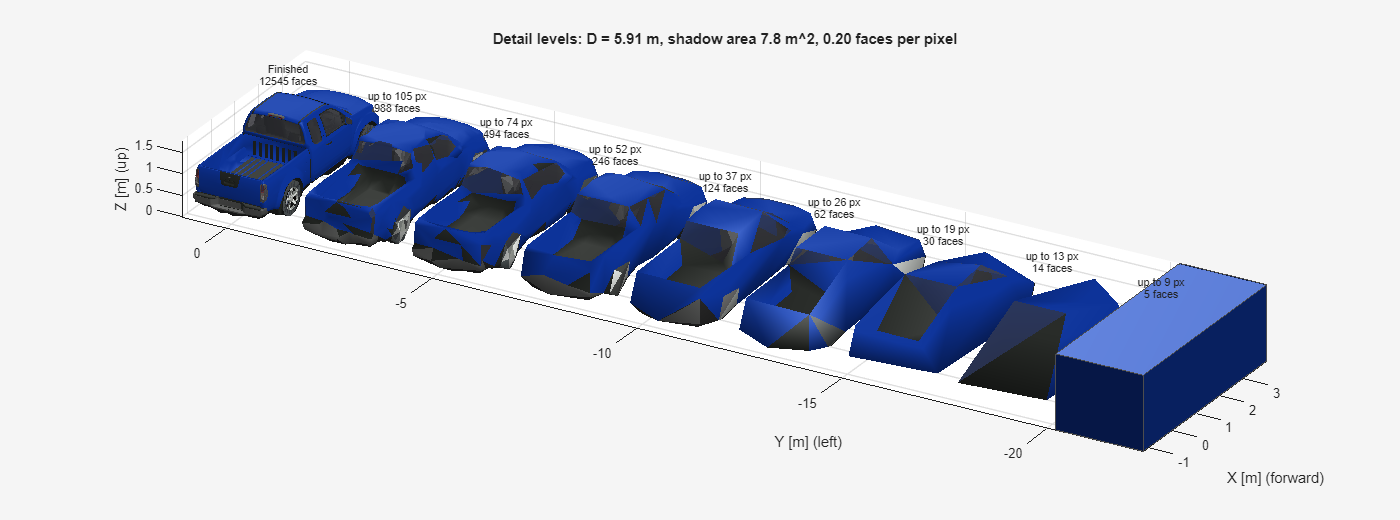 Detail levels: D = 5.91 m, shadow area 7.8 m^2, 0.20 faces per pixel
Finished
12545 faces
up to 105 px
988 faces
up to 74 px
494 faces
up to 52 px
246 faces
up to 37 px
124 faces
up to 26 px
62 faces
up to 19 px
30 faces
up to 13 px
14 faces
up to 9 px
5 faces
Z [m] (up)
1.5
1
0.5
0
0
-5
-10
-15
-20
Y [m] (left)
3
2
1
0
-1
X [m] (forward)